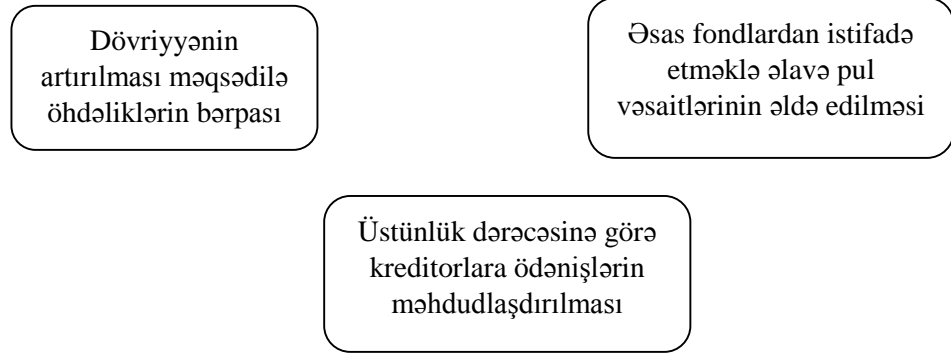 Dövriyyənin
artırılması məqsədilə
öhdəliklərin bərpası
Əsas fondlardan istifadə
etməklə əlavə pul
vəsaitlərinin əldə edilməsi
Üstünlük dərəcəsinə görə
kreditorlara ödənişlərin
məhdudlaşdırılması